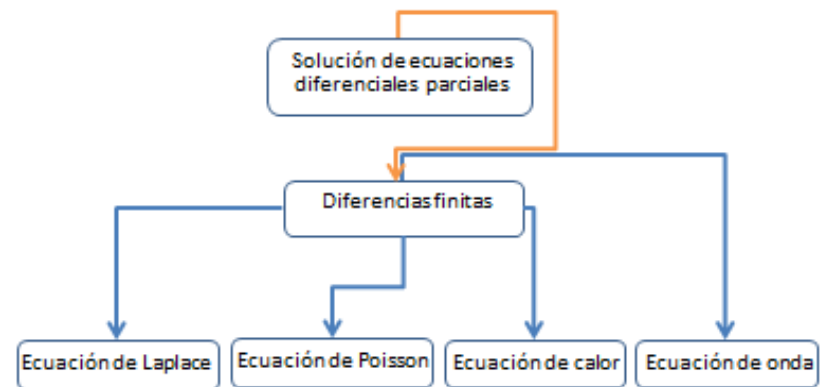 Solución de ecuaciones
diferenciales parciales
Diferencias finitas
Ecuación de Laplace
Ecuación de Poisson
Ecuación de calor
Ecuación de onda